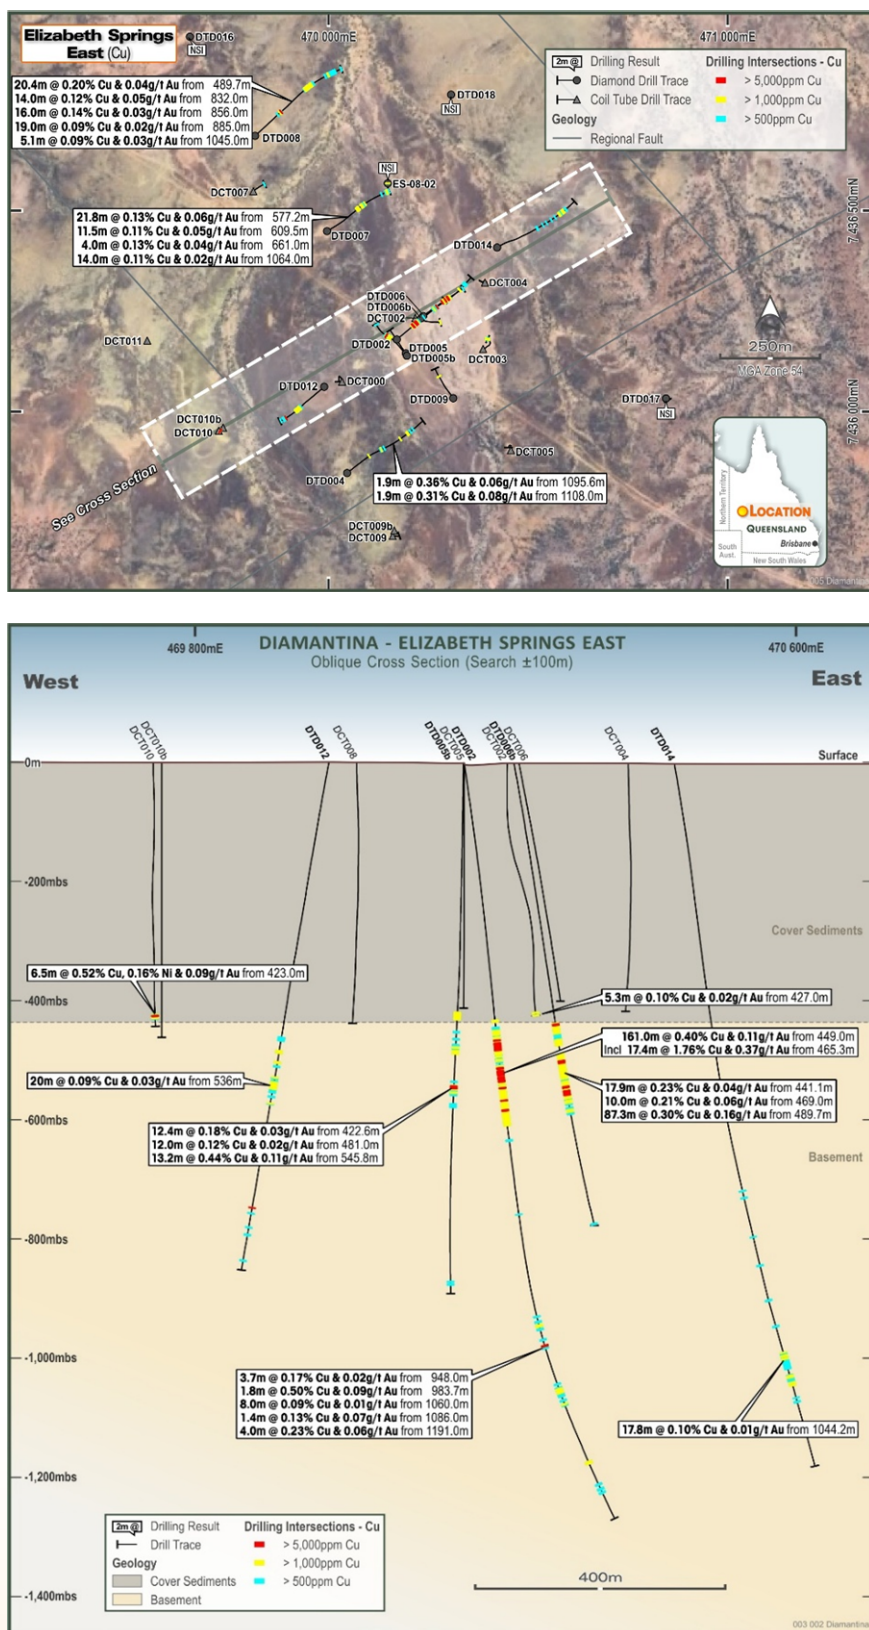 Elizabeth Springs
East (Cu)
DTD016
NSI
470 000mE
471 000mE
20.4m @ 0.20% Cu & 0.04g/t Au from 489.7m
14.0m @ 0.12% Cu & 0.05g/t Au from 832.0m
16.0m @ 0.14% Cu & 0.03g/t Au from 856.0m
19.0m @ 0.09% Cu & 0.02g/t Au from 885.0m
5.1m @ 0.09% Cu & 0.03g/t Au from 1045.0m
DTD008
DTD018
NSI
2m @ Drilling Result
Diamond Drill Trace
Coil Tube Drill Trace
Geology
Regional Fault
Drilling Intersections - Cu
> 5,000ppm Cu
> 1,000ppm Cu
> 500ppm Cu
DCT007
NSI
ES-08-02
21.8m @ 0.13% Cu & 0.06g/t Au from 577.2m
11.5m @ 0.11% Cu & 0.05g/t Au from 609.5m
4.0m @ 0.13% Cu & 0.04g/t Au from 661.0m
14.0m @ 0.11% Cu & 0.02g/t Au from 1064.0m
DTD007
DTD014
7 436 500mN
DCT004
DTD006
DTD006b
DCT002
DTD002
DTD005
DTD005b
DCT003
DCT011
250m
MGA Zone 54
DTD012
DCT000
DTD009
DTD017
NSI
7 436 000mN
DCT010b
DCT010
DTD004
DCT005
See Cross Section
1.9m @ 0.36% Cu & 0.06g/t Au from 1095.6m
1.9m @ 0.31% Cu & 0.08g/t Au from 1108.0m
DCT009b
DCT009
Northern Territory
LOCATION
QUEENSLAND
Brisbane
South
Aust.
New South Wales
005 Diamantina
469 800mE
DIAMANTINA - ELIZABETH SPRINGS EAST
470 600mE
Oblique Cross Section (Search ±100m)
West
East
DCT010
DCT010b
DTD012
DCT008
DTD005b
DCT005
DTD002
DCT002
DTD006b
DCT006
DCT004
DTD014
0m
Surface
-200mbs
Cover Sediments
6.5m @ 0.52% Cu, 0.16% Ni & 0.09g/t Au from 423.0m
-400mbs
5.3m @ 0.10% Cu & 0.02g/t Au from 427.0m
161.0m @ 0.40% Cu & 0.11g/t Au from 449.0m
Incl 17.4m @ 1.76% Cu & 0.37g/t Au from 465.3m
20m @ 0.09% Cu & 0.03g/t Au from 536m
17.9m @ 0.23% Cu & 0.04g/t Au from 441.1m
10.0m @ 0.21% Cu & 0.06g/t Au from 469.0m
87.3m @ 0.30% Cu & 0.16g/t Au from 489.7m
-600mbs
12.4m @ 0.18% Cu & 0.03g/t Au from 422.6m
12.0m @ 0.12% Cu & 0.02g/t Au from 481.0m
13.2m @ 0.44% Cu & 0.11g/t Au from 545.8m
Basement
-800mbs
-1,000mbs
3.7m @ 0.17% Cu & 0.02g/t Au from 948.0m
1.8m @ 0.50% Cu & 0.09g/t Au from 983.7m
8.0m @ 0.09% Cu & 0.01g/t Au from 1060.0m
1.4m @ 0.13% Cu & 0.07g/t Au from 1086.0m
4.0m @ 0.23% Cu & 0.06g/t Au from 1191.0m
17.8m @ 0.10% Cu & 0.01g/t Au from 1044.2m
-1,200mbs
2m @ Drilling Result
Drill Trace
Geology
Cover Sediments
Basement
Drilling Intersections - Cu
> 5,000ppm Cu
> 1,000ppm Cu
> 500ppm Cu
400m
-1,400mbs
003 002 Diamantina